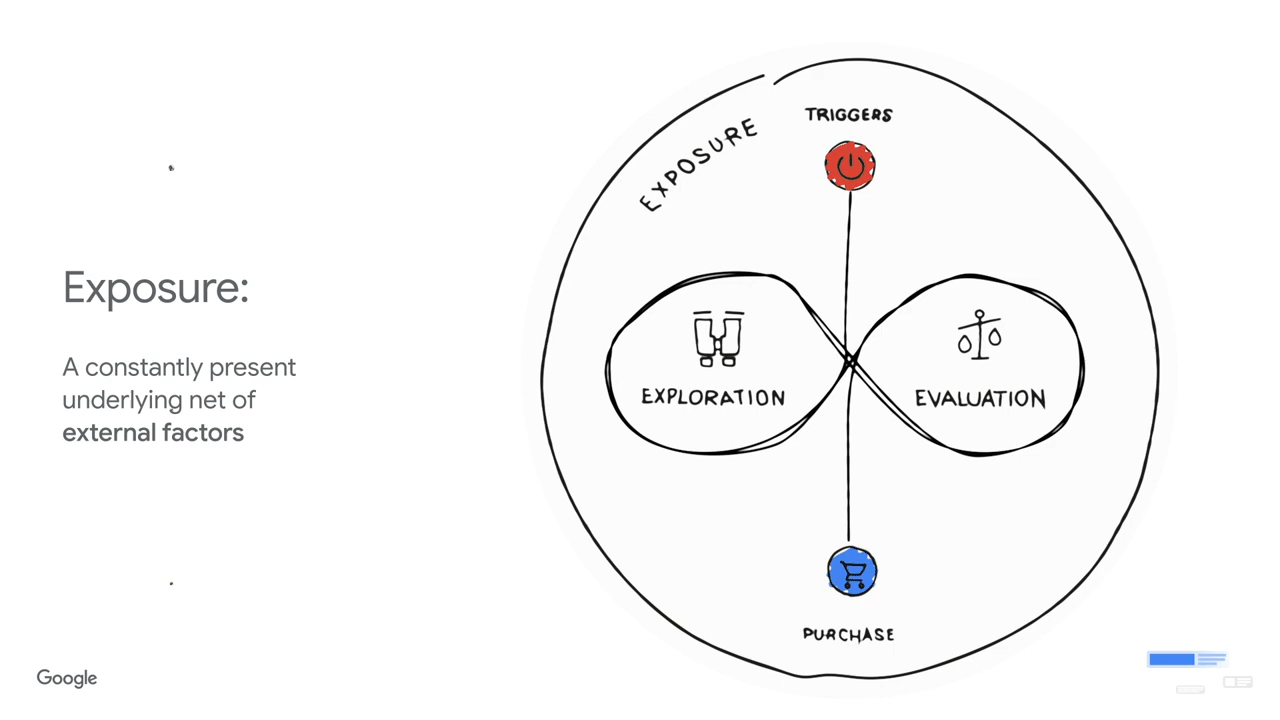 Exposure:
A constantly present
underlying net of
external factors
Google
EXPOSURE
TRIGGERS
EXPLORATION
EVALUATION
PURCHASE